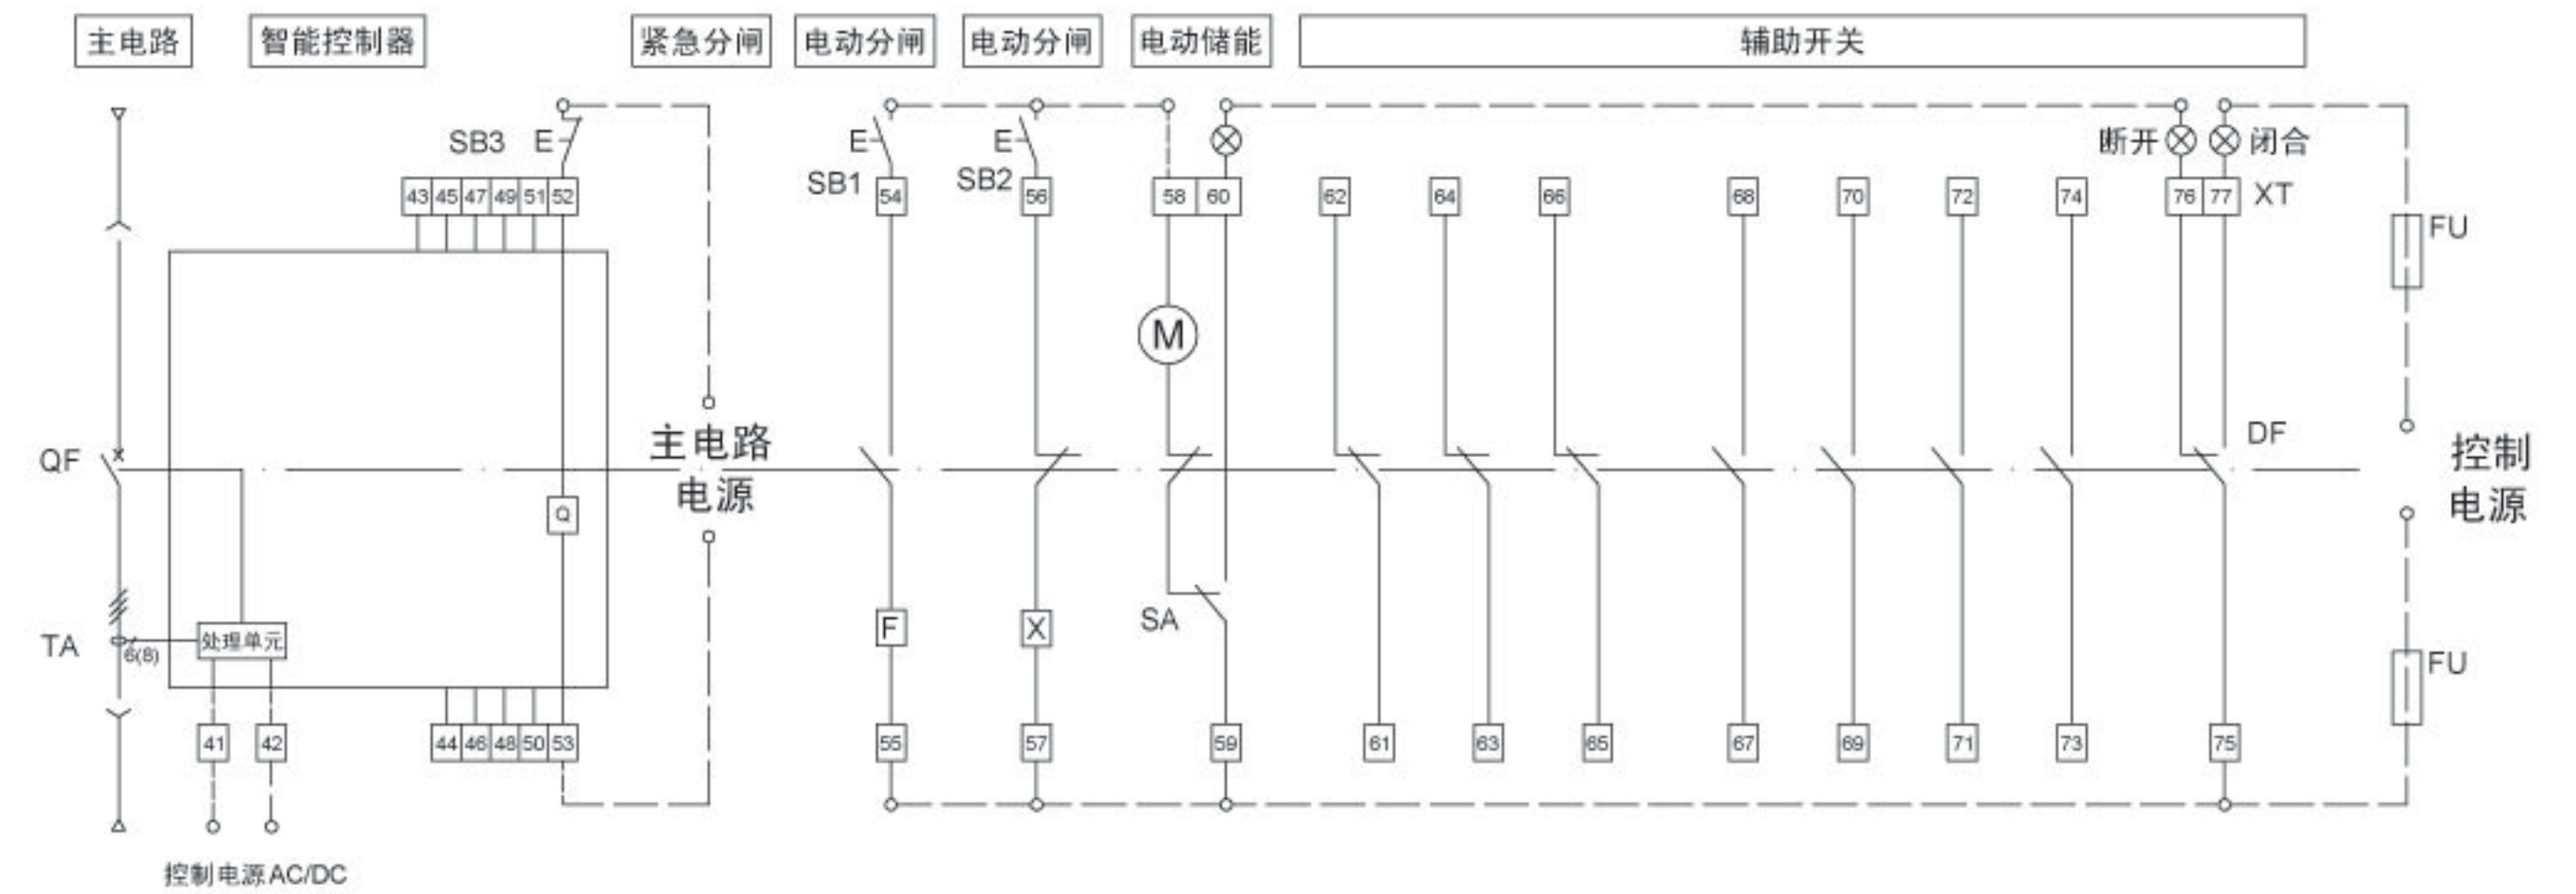 主电路 智能控制器 紧急分闸 电动分闸 电动分闸 电动储能 辅助开关
SB3 E E E 断开 闭合
SB1 SB2
43 45 47 49 51 52 54 56 58 60 62 64 66 68 70 72 74 76 77 XT
FU
M
QF 主电路 DF 控制
电源 电源
Q
TA 6(8) 处理单元 F X SA
FU
41 42 44 46 48 50 53 55 57 59 61 63 65 67 69 71 73 75
控制电源AC/DC